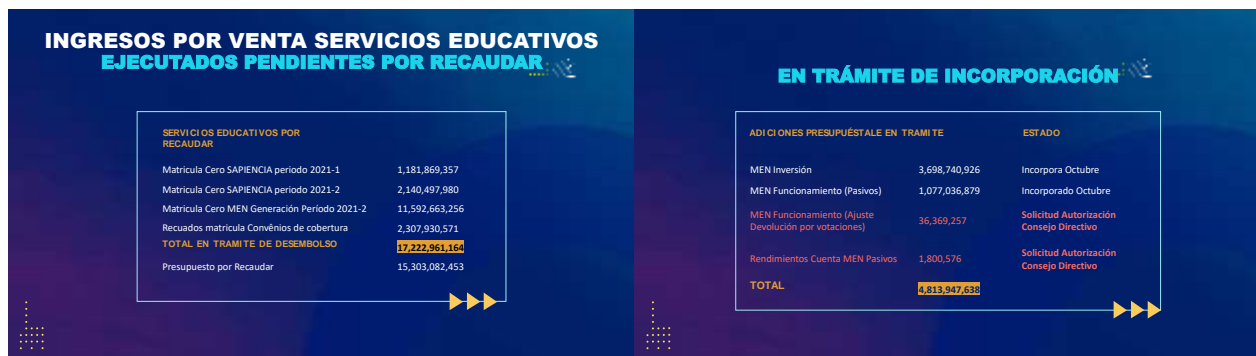 INGRESOS POR VENTA SERVICIOS EDUCATIVOS
EJECUTADOS PENDIENTES POR RECAUDAR
SERVICIOS EDUCATIVOS POR
RECAUDAR
Matricula Cero SAPIENCIA periodo 2021-1 1,181,869,357
Matricula Cero SAPIENCIA periodo 2021-2 2,140,497,980
Matricula Cero MEN Generación Período 2021-2 11,592,663,256
Recuados matricula Convênios de cobertura 2,307,930,571
TOTAL EN TRAMITE DE DESEMBOLSO 17,222,961,164
Presupuesto por Recaudar 15,303,082,453
EN TRÁMITE DE INCORPORACIÓN
ADICIONES PRESUPUÉSTALE EN TRAMITE ESTADO
MEN Inversión 3,698,740,926 Incorpora Octubre
MEN Funcionamiento (Pasivos) 1,077,036,879 Incorporado Octubre
MEN Funcionamiento (Ajuste
Devolución por votaciones) 36,369,257 Solicitud Autorización
Consejo Directivo
Rendimientos Cuenta MEN Pasivos 1,800,576 Solicitud Autorización
Consejo Directivo
TOTAL 4,813,947,638